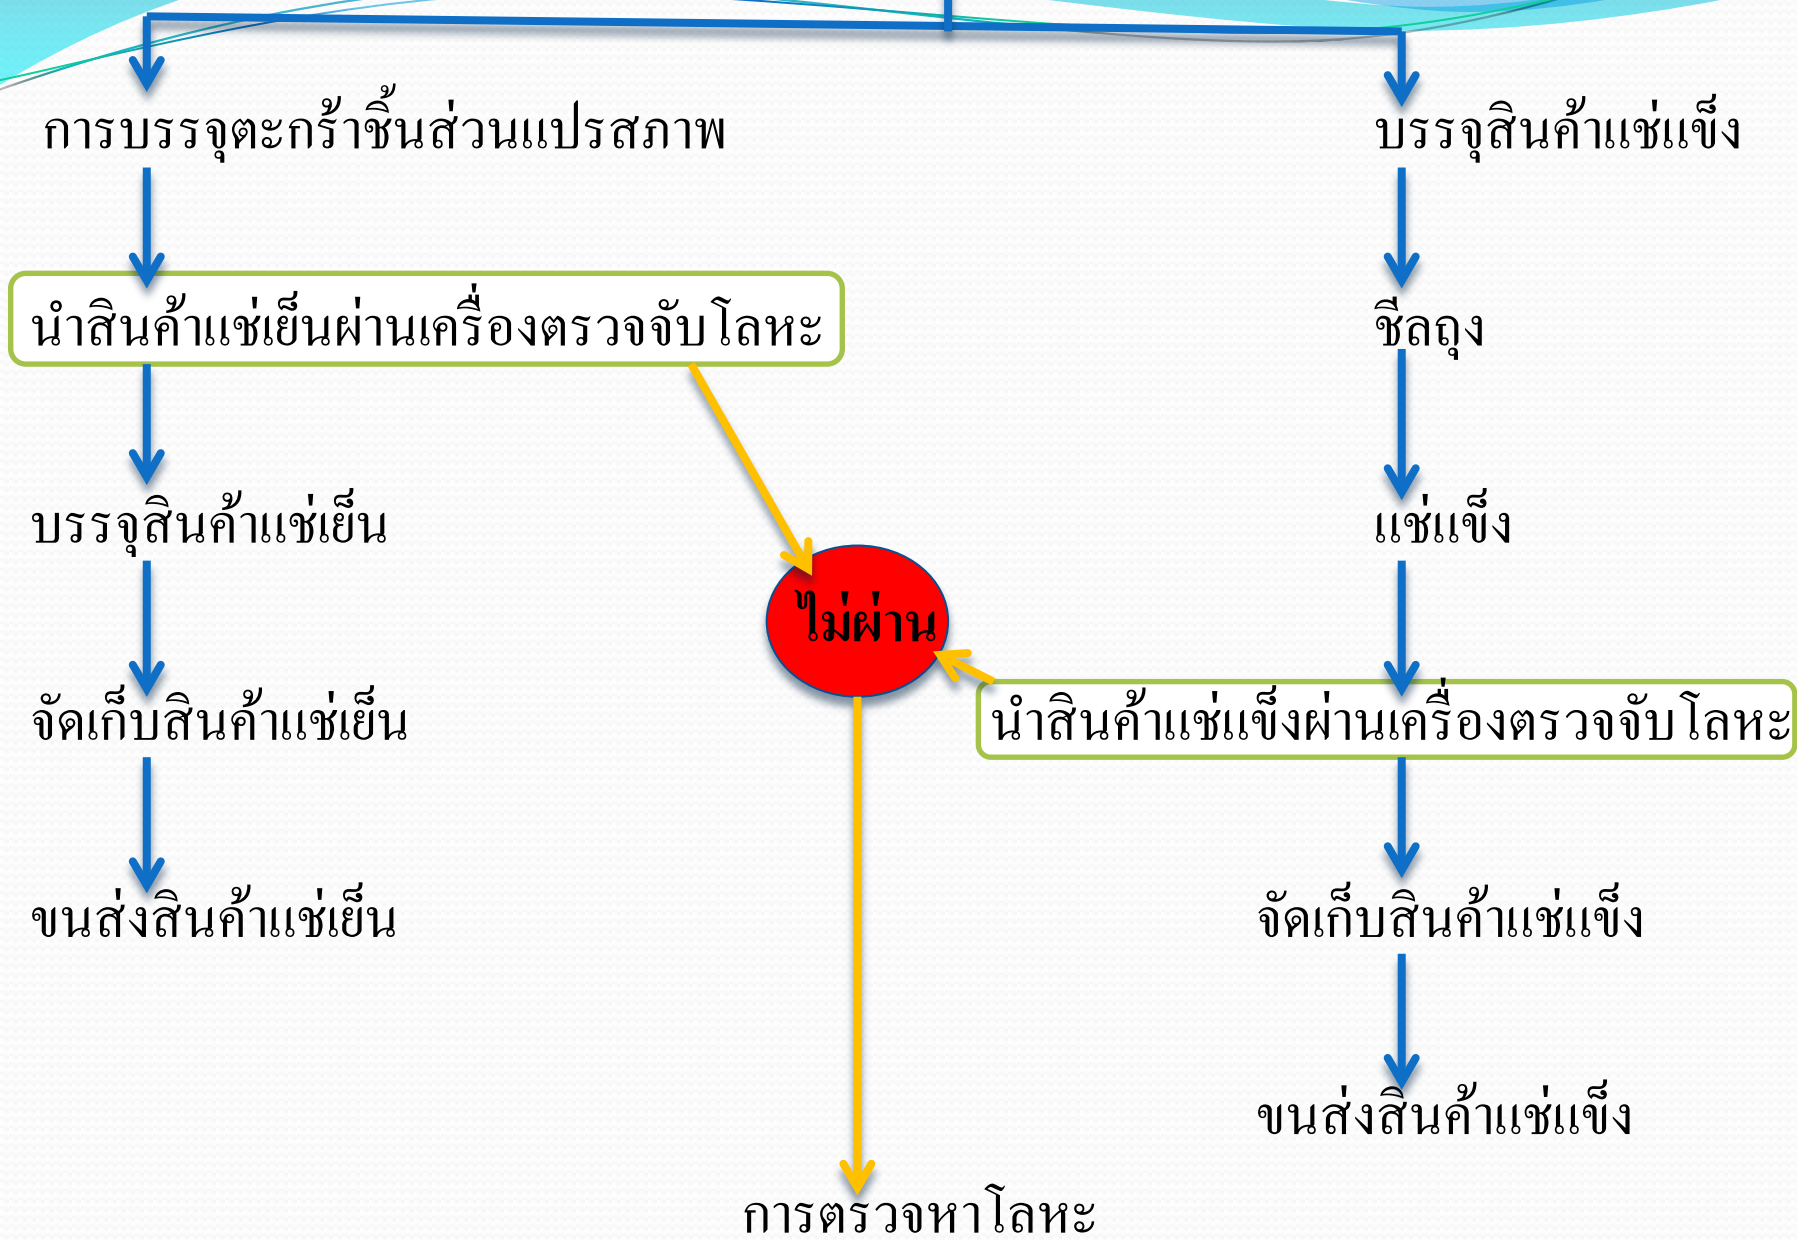 การบรรจุตะกร้าชิ้นส่วนแปรสภาพ
บรรจุสินค้าแช่แข็ง
นำสินค้าแช่เย็นผ่านเครื่องตรวจจับโลหะ
ซีลถุง
บรรจุสินค้าแช่เย็น
แช่แข็ง
ไม่ผ่าน
จัดเก็บสินค้าแช่เย็น
นำสินค้าแช่แข็งผ่านเครื่องตรวจจับโลหะ
ขนส่งสินค้าแช่เย็น
จัดเก็บสินค้าแช่แข็ง
ขนส่งสินค้าแช่แข็ง
การตรวจหาโลหะ